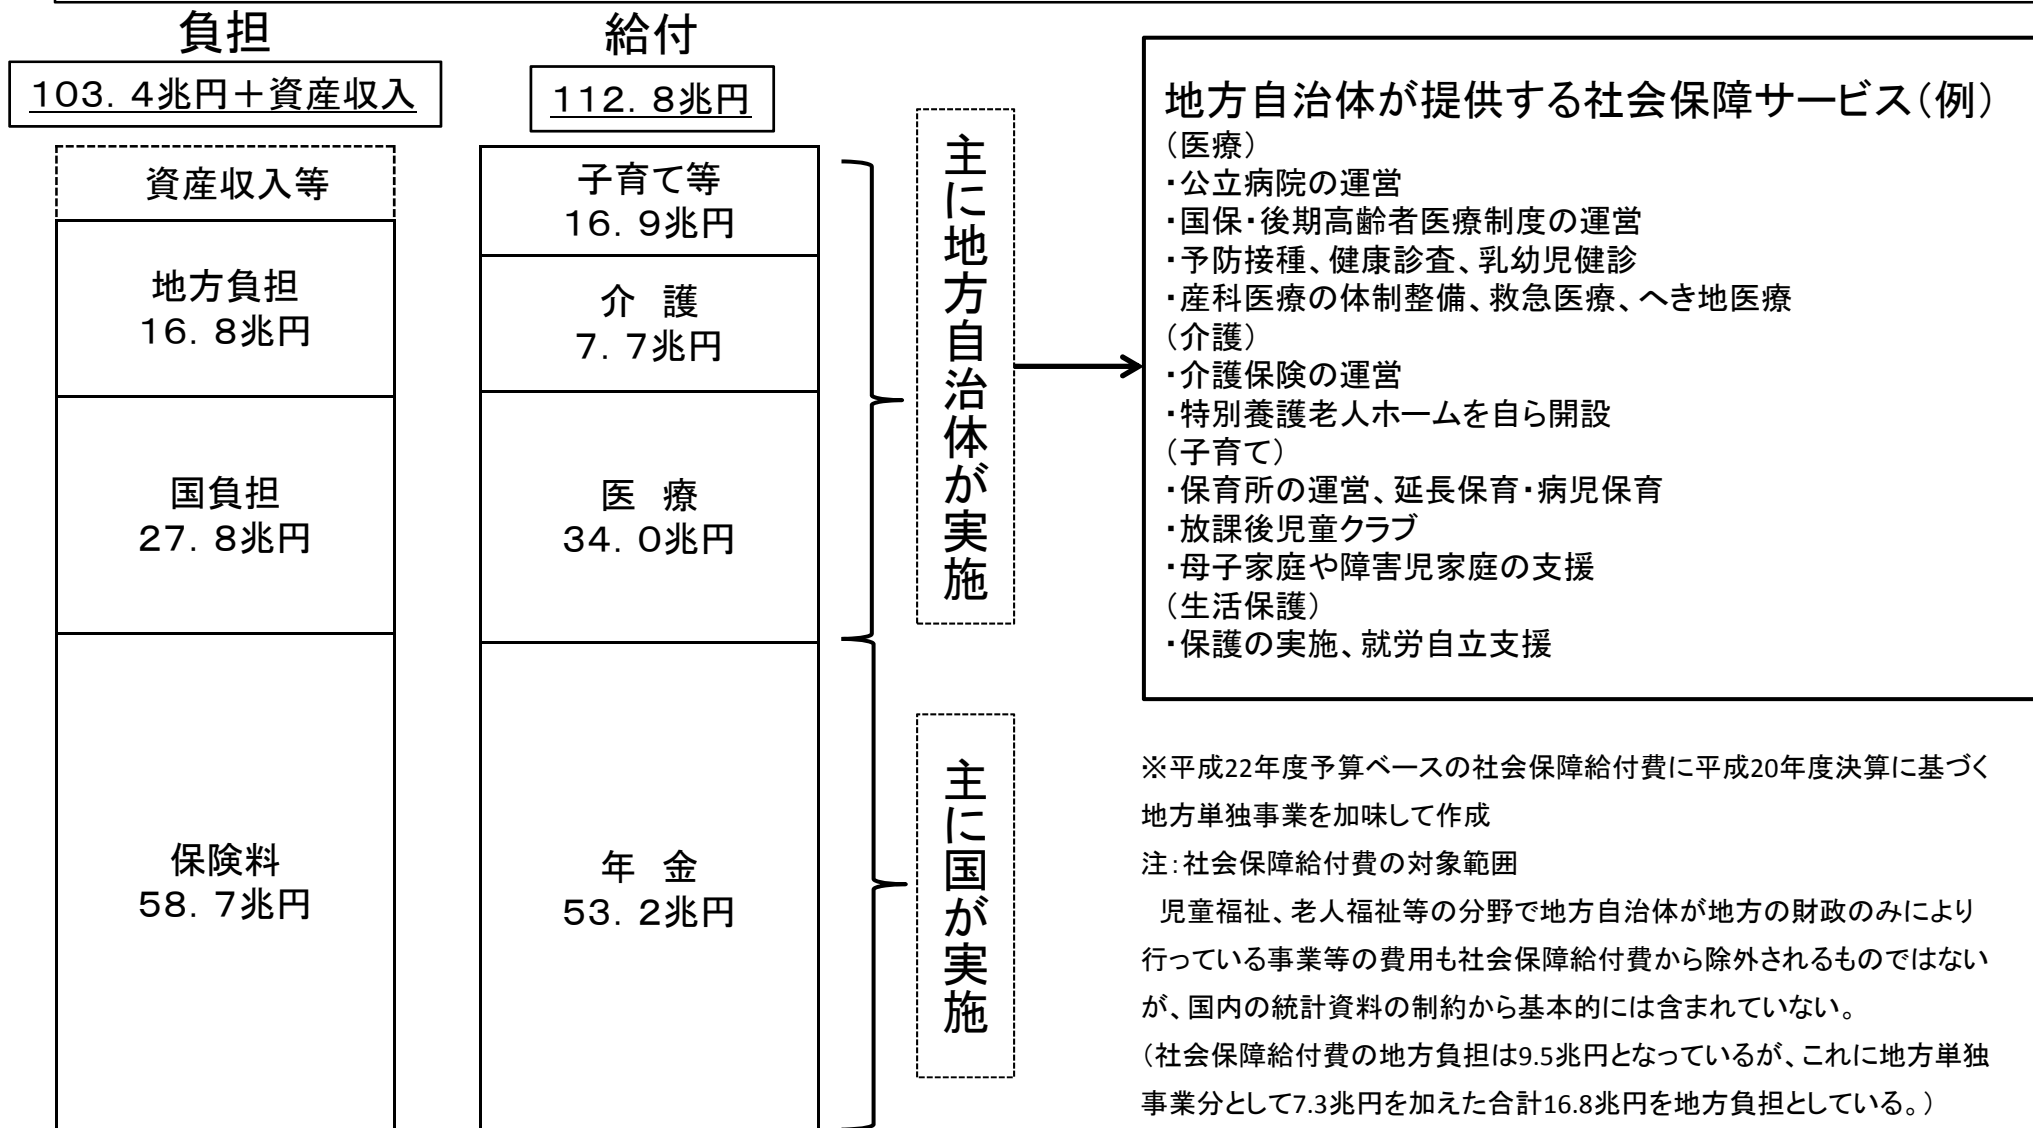 負担
103．4兆円＋資産収入
資産収入等
地方負担
16．8兆円
国負担
27．8兆円
保険料
58．7兆円
給付
112．8兆円
子育て等
16．9兆円
介　護
7．7兆円
医　療
34．0兆円
年　金
53．2兆円
主に地方自治体が実施
主に国が実施
地方自治体が提供する社会保障サービス（例）
（医療）
・公立病院の運営
・国保・後期高齢者医療制度の運営
・予防接種、健康診査、乳幼児健診
・産科医療の体制整備、救急医療、へき地医療
（介護）
・介護保険の運営
・特別養護老人ホームを自ら開設
（子育て）
・保育所の運営、延長保育・病児保育
・放課後児童クラブ
・母子家庭や障害児家庭の支援
（生活保護）
・保護の実施、就労自立支援
※平成22年度予算ベースの社会保障給付費に平成20年度決算に基づく
地方単独事業を加味して作成
注：社会保障給付費の対象範囲
　児童福祉、老人福祉等の分野で地方自治体が地方の財政のみにより
行っている事業等の費用も社会保障給付費から除外されるものではない
が、国内の統計資料の制約から基本的には含まれていない。
（社会保障給付費の地方負担は9.5兆円となっているが、これに地方単独
事業分として7.3兆円を加えた合計16.8兆円を地方負担としている。）